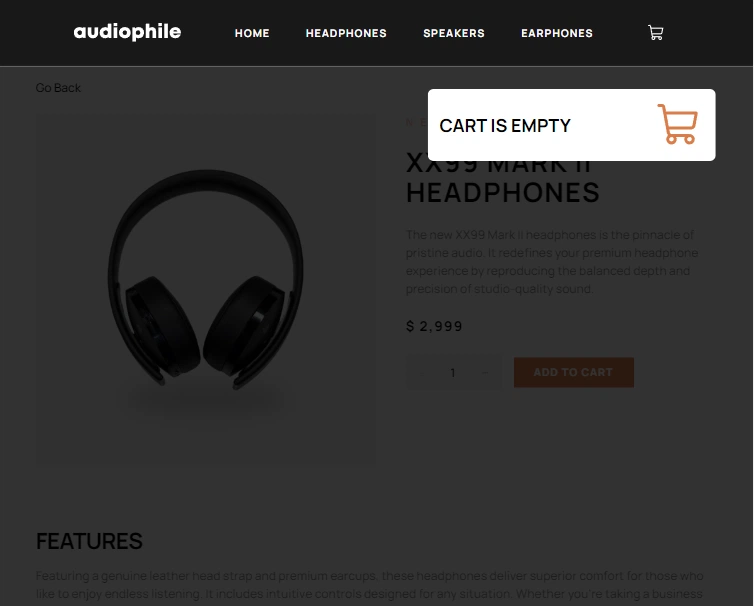 audiophile
HOME
HEADPHONES
SPEAKERS
EARPHONES
Go Back
CART IS EMPTY
XX99 MARK II
HEADPHONES
The new XX99 Mark II headphones is the pinnacle of
pristine audio. It redefines your premium headphone
experience by reproducing the balanced depth and
precision of studio-quality sound.
$ 2,999
- 1 +
ADD TO CART
FEATURES
Featuring a genuine leather head strap and premium earcups, these headphones deliver superior comfort for those who
like to enjoy endless listening. It includes intuitive controls designed for any situation. Whether you're taking a business